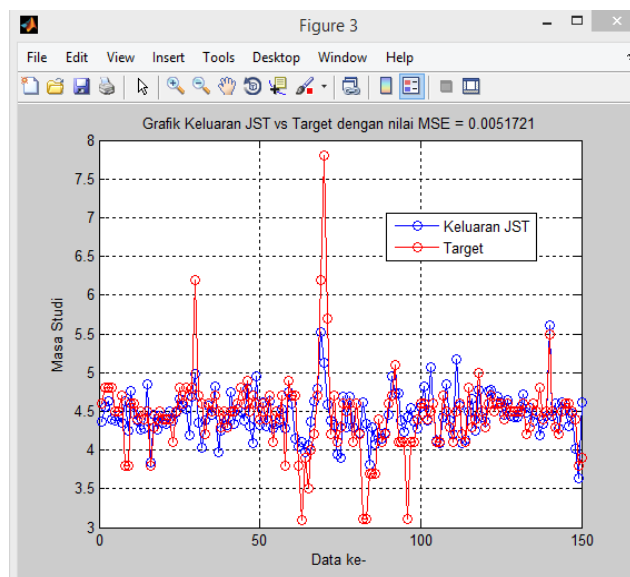 Figure 3
File Edit View Insert Tools Desktop Window Help
Grafik Keluaran JST vs Target dengan nilai MSE = 0.0051721
8
7.5
7
6.5
6
5.5
5
4.5
4
3.5
3
Masa Studi
Keluaran JST
Target
0 50 100 150
Data ke-